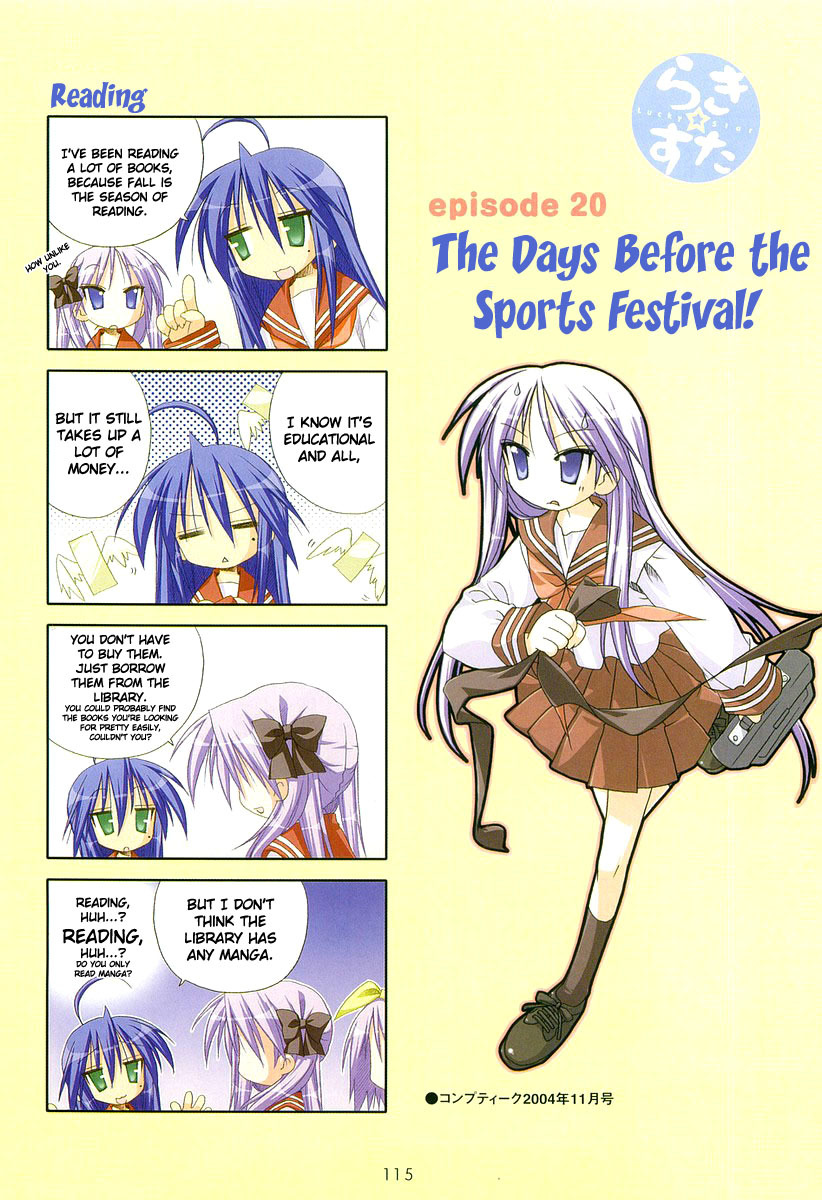 Reading
I'VE BEEN READING
A LOT OF BOOKS,
BECAUSE FALL IS
THE SEASON OF
READING.
HOW UNLIKE
YOU.
I KNOW IT'S
EDUCATIONAL
AND ALL,
BUT IT STILL
TAKES UP A
LOT OF
MONEY...
YOU DON'T HAVE
TO BUY THEM.
JUST BORROW
THEM FROM THE
LIBRARY.
YOU COULD PROBABLY FIND
THE BOOKS YOU'RE LOOKING
FOR PRETTY EASILY,
COULDN'T YOU?
BUT I DON'T
THINK THE
LIBRARY HAS
ANY MANGA.
READING,
HUH...?
READING,
HUH...?
DO YOU ONLY
READ MANGA?
らき
Lucky☆Star
すた
episode 20
The Days Before the
Sports Festival!
●コンプティーク2004年11月号
115